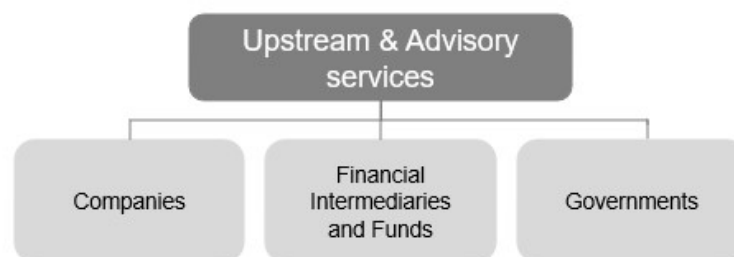 Upstream & Advisory
services
Companies
Financial
Intermediaries
and Funds
Governments